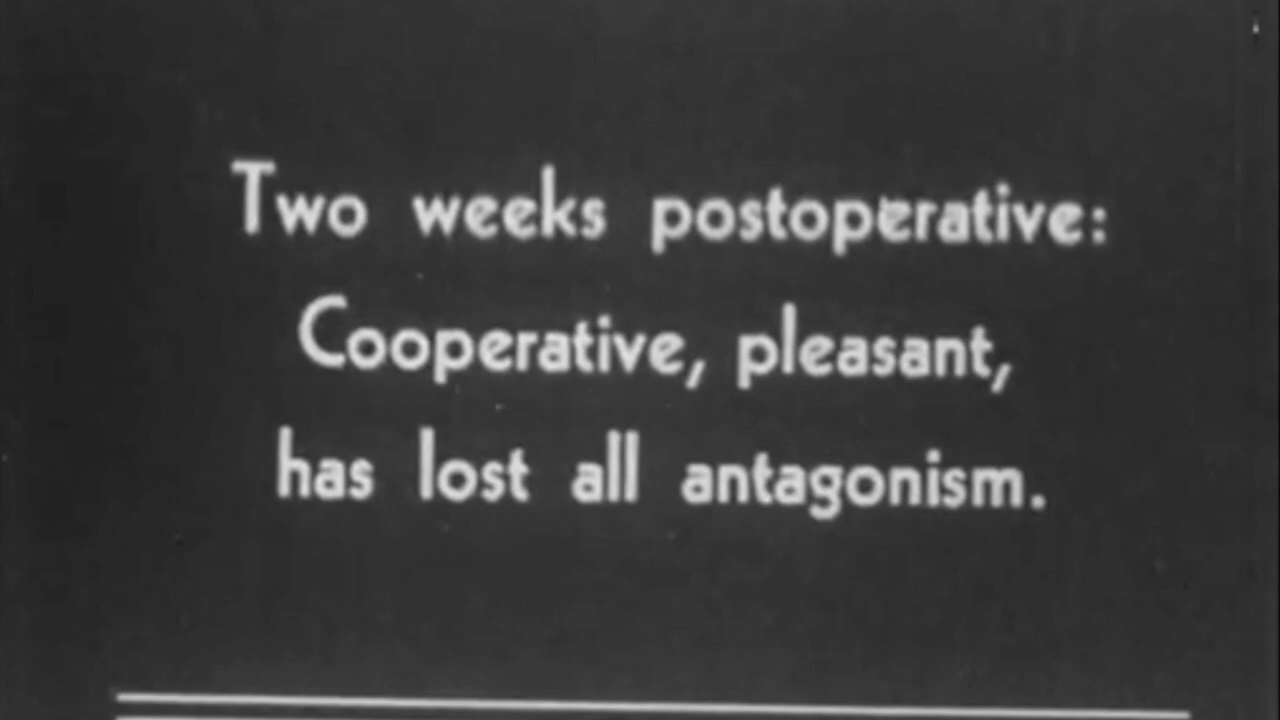 Two weeks postoperative:
Cooperative, pleasant,
has lost all antagonism.